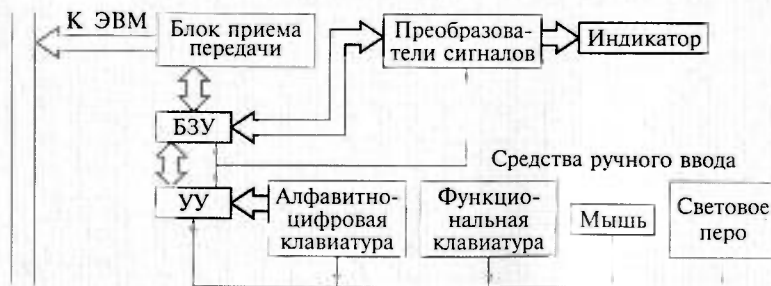 К ЭВМ
Блок приема
передачи
Преобразова-
тели сигналов
Индикатор
БЗУ
Средства ручного ввода
УУ
Алфавитно-
цифровая
клавиатура
Функцио-
нальная
клавиатура
Мышь
Световое
перо